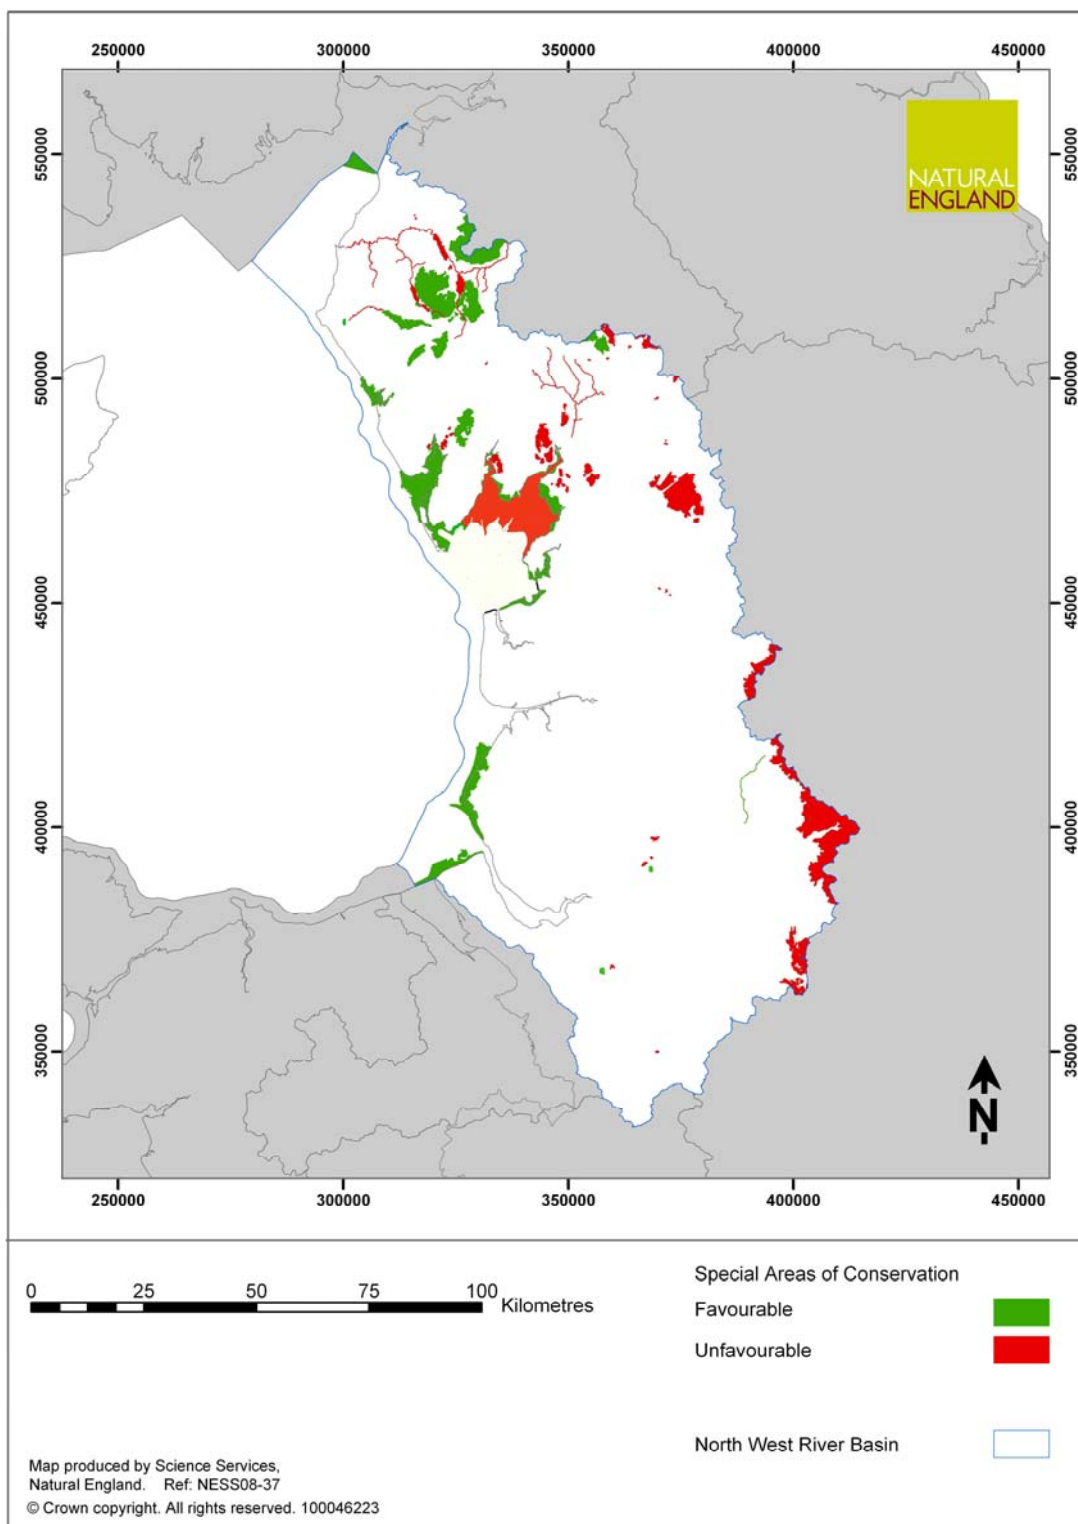 250000 300000 350000 400000 450000
550000 550000
NATURAL
ENGLAND
500000 500000
450000 450000
400000 400000
350000 350000
N
250000 300000 350000 400000 450000
0 25 50 75 100
Kilometres
Special Areas of Conservation
Favourable
Unfavourable
North West River Basin
Map produced by Science Services,
Natural England. Ref: NESS08-37
© Crown copyright. All rights reserved. 100046223